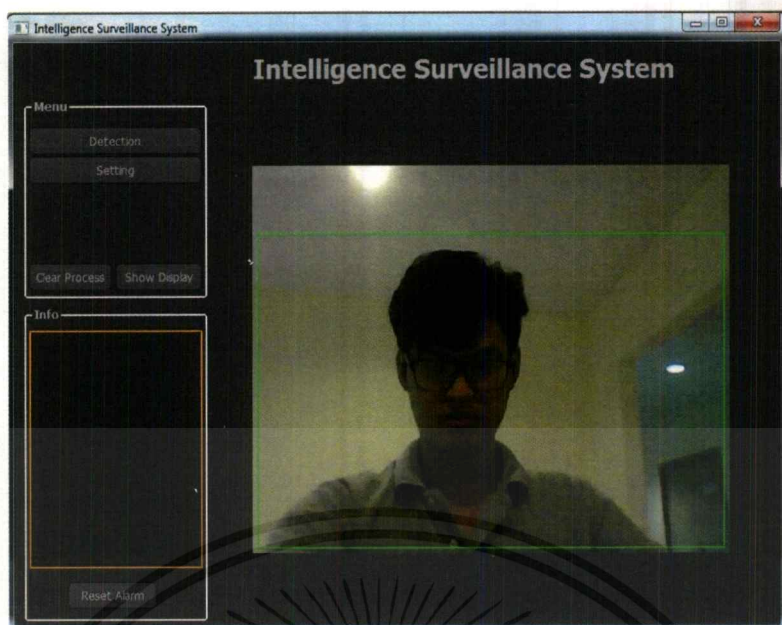 Intelligence Surveillance System
Intelligence Surveillance System
Menu
Detection
Setting
Clear Process Show Display
Info
Reset Alarm